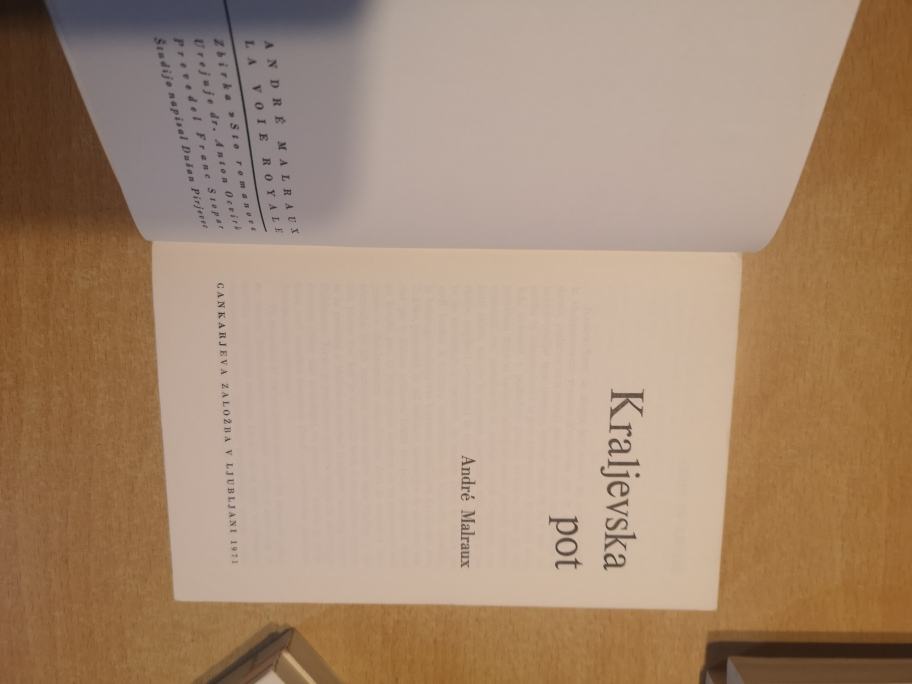 ANDRÉ MALRAUX
LA VOIE ROYALE
Zbirka »Sto romanov
Urejuje dr. Anton Ocvirk
Prevedel Franc Šlopar
Študijo napisal Dušan Pirjevec
Kraljevska
pot
André Malraux
CANKARJEVA ZALOŽBA V LJUBLJANI 1971